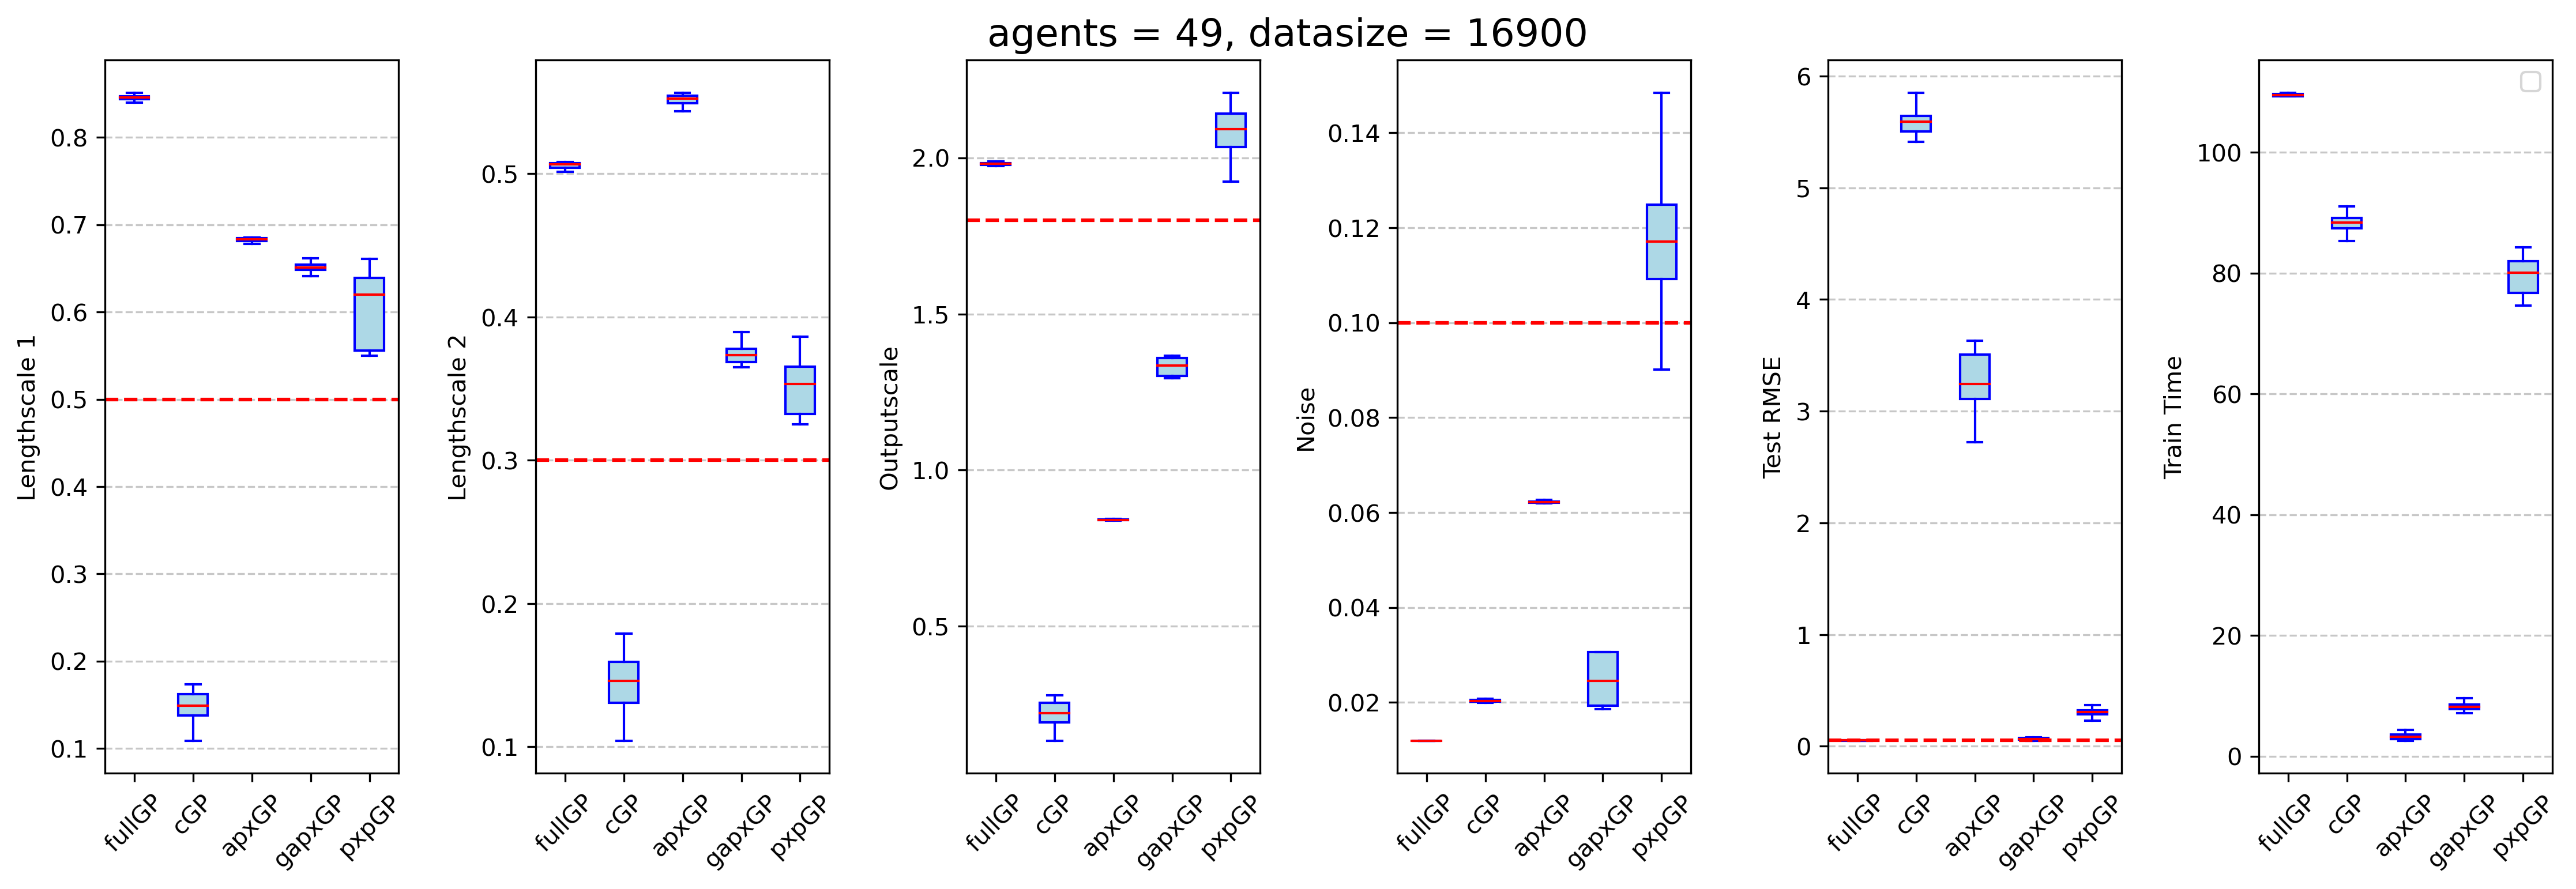 agents = 49, datasize = 16900
Lengthscale 1
0.8
0.7
0.6
0.5
0.4
0.3
0.2
0.1
fullGP
cGP
apxGP
gapxGP
pxpGP
Lengthscale 2
0.5
0.4
0.3
0.2
0.1
fullGP
cGP
apxGP
gapxGP
pxpGP
Outputscale
2.0
1.5
1.0
0.5
fullGP
cGP
apxGP
gapxGP
pxpGP
Noise
0.14
0.12
0.10
0.08
0.06
0.04
0.02
fullGP
cGP
apxGP
gapxGP
pxpGP
Test RMSE
6
5
4
3
2
1
0
fullGP
cGP
apxGP
gapxGP
pxpGP
Train Time
100
80
60
40
20
0
fullGP
cGP
apxGP
gapxGP
pxpGP